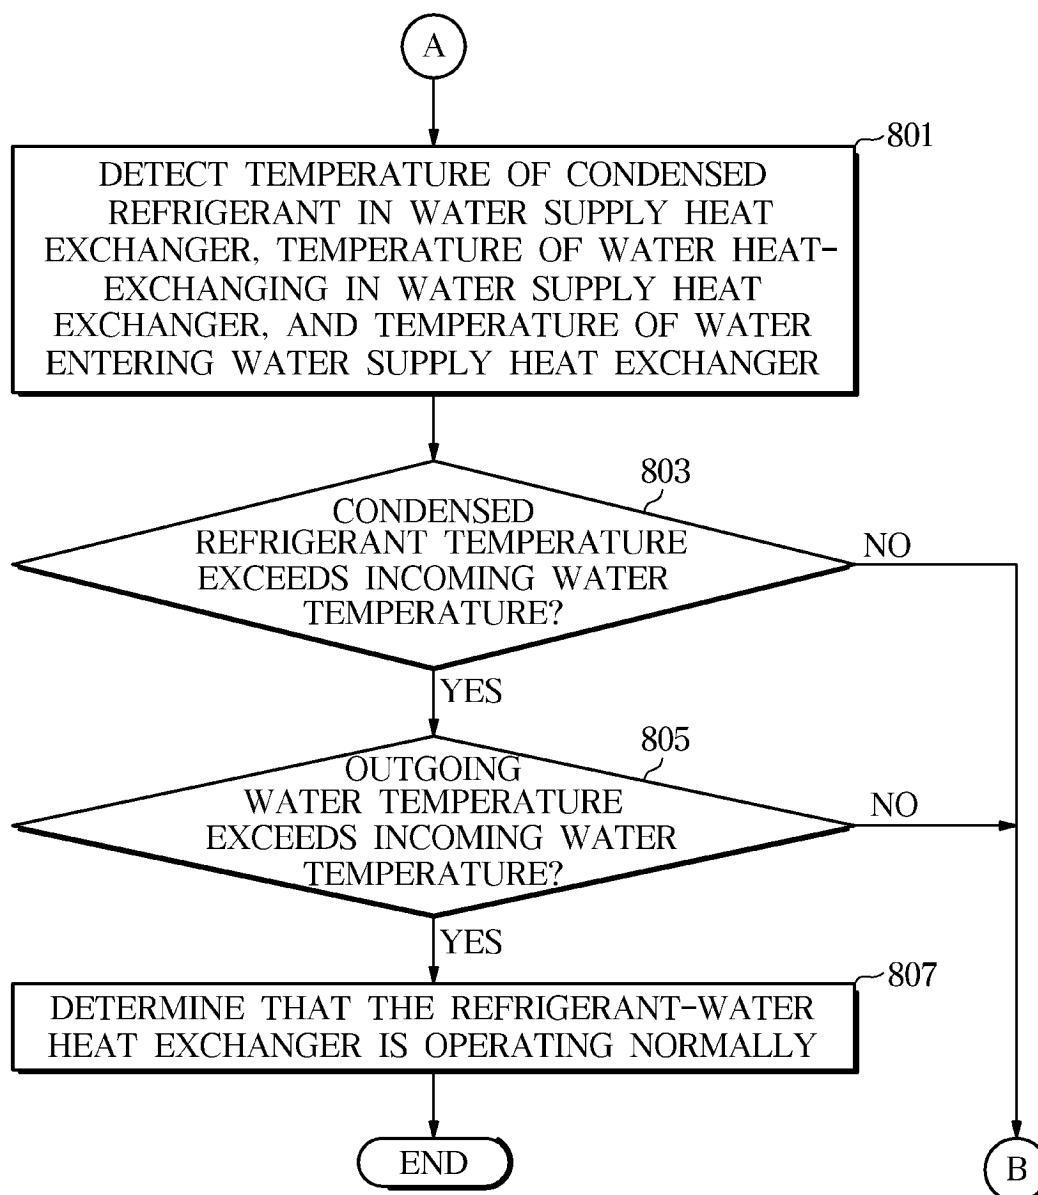 A
801
DETECT TEMPERATURE OF CONDENSED
REFRIGERANT IN WATER SUPPLY HEAT
EXCHANGER, TEMPERATURE OF WATER HEAT-
EXCHANGING IN WATER SUPPLY HEAT
EXCHANGER, AND TEMPERATURE OF WATER
ENTERING WATER SUPPLY HEAT EXCHANGER
803
CONDENSED
REFRIGERANT TEMPERATURE
EXCEEDS INCOMING WATER
TEMPERATURE?
NO
YES
805
OUTGOING
WATER TEMPERATURE
EXCEEDS INCOMING WATER
TEMPERATURE?
NO
YES
807
DETERMINE THAT THE REFRIGERANT-WATER
HEAT EXCHANGER IS OPERATING NORMALLY
END
B